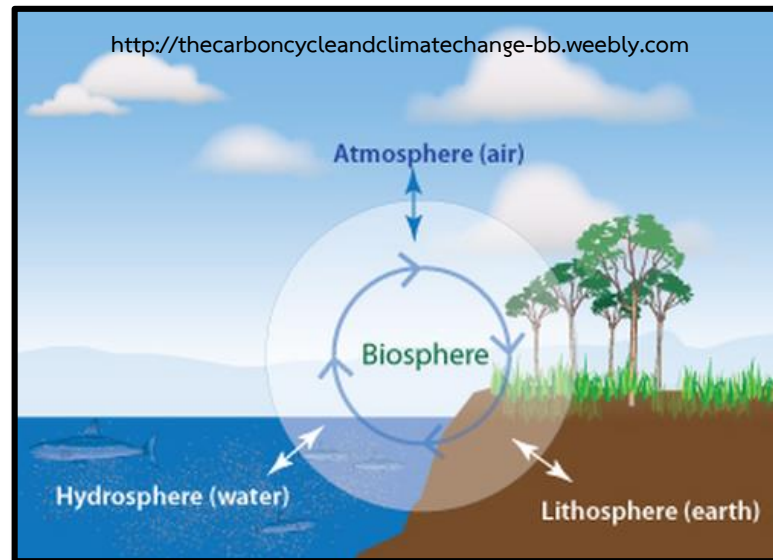 http://thecarboncycleandclimatechange-bb.weebly.com
Atmosphere (air)
Biosphere
Hydrosphere (water)
Lithosphere (earth)